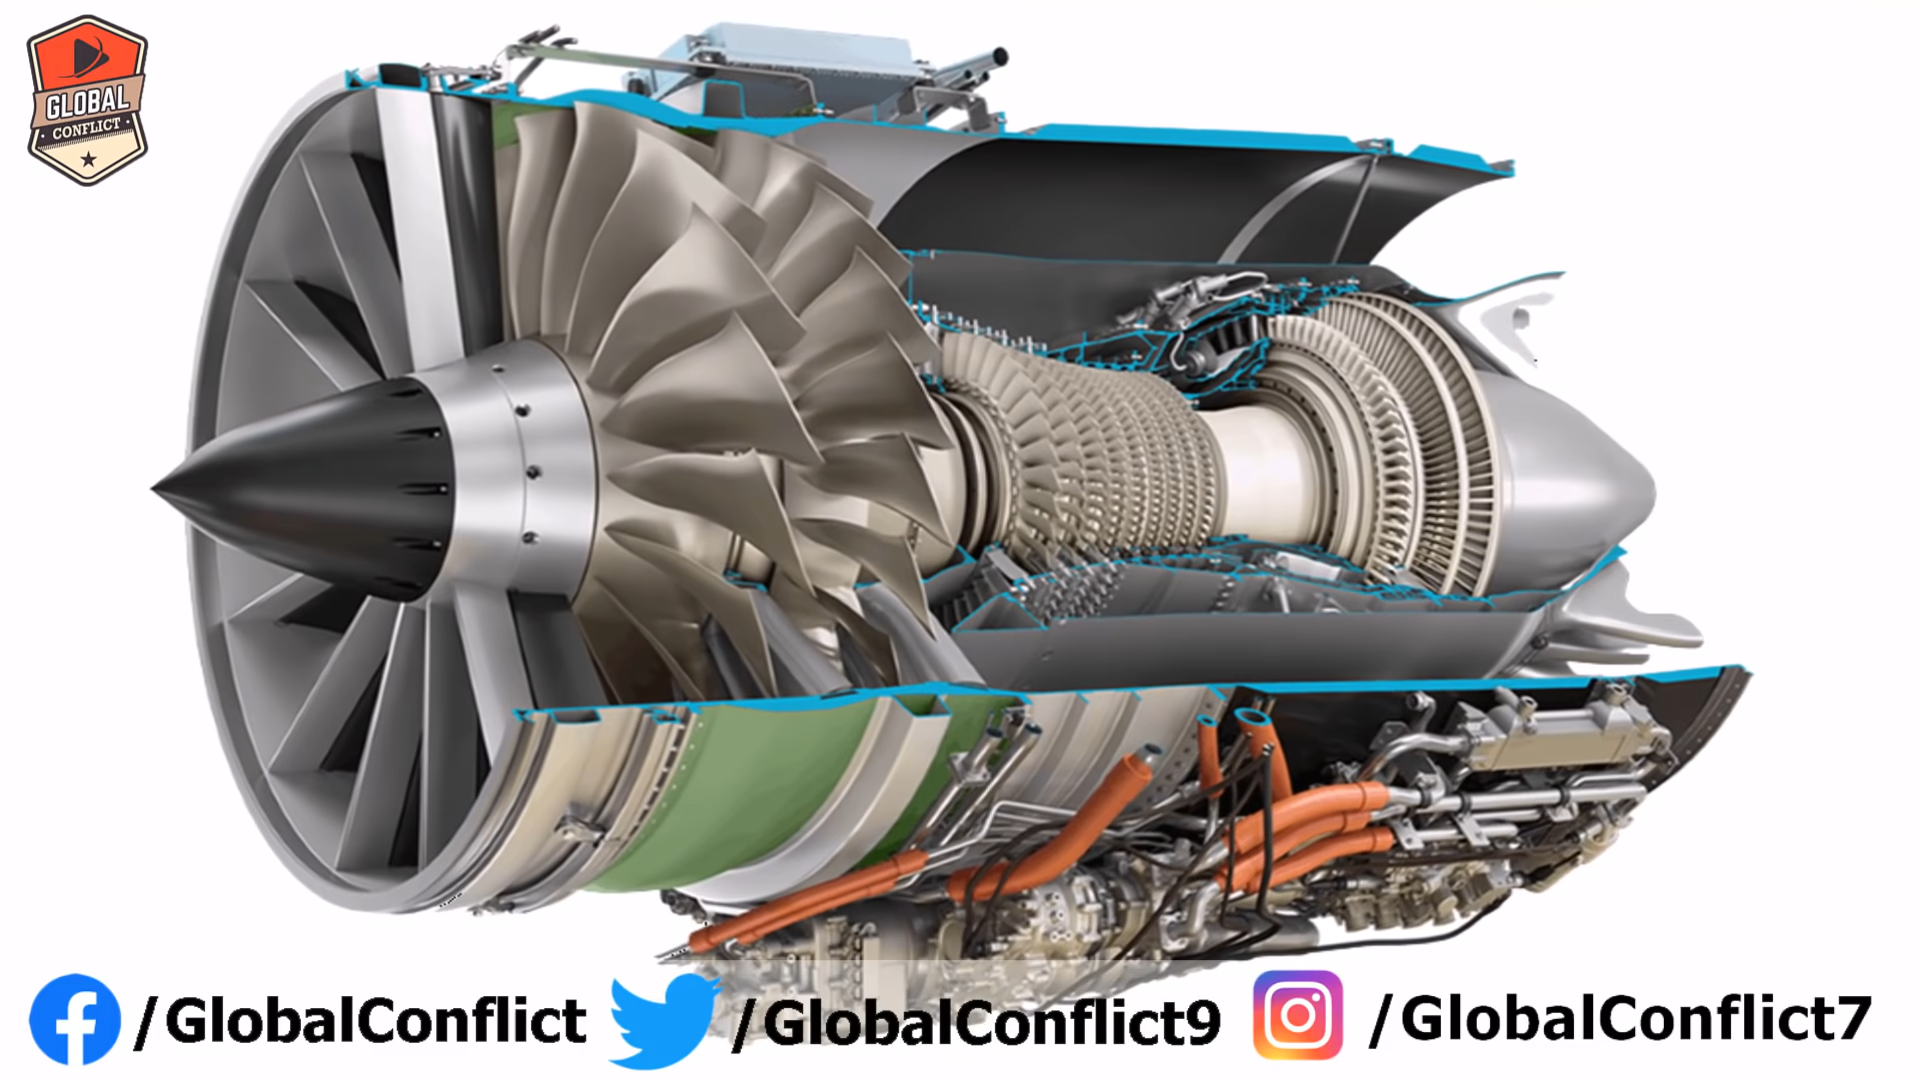 GLOBAL
· CONFLICT ·
/GlobalConflict
/GlobalConflict9
/GlobalConflict7